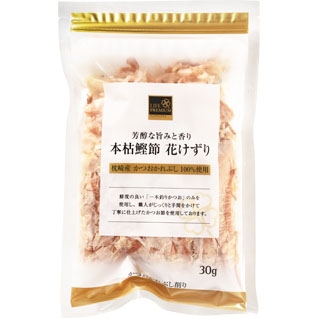 LIFE
PREMIUM
芳醇な旨みと香り
本枯鰹節 花けずり
枕崎産 かつおかれぶし 100%使用
鮮度の良い「一本釣りかつお」のみを
使用し、職人がじっくりと手間をかけて
丁寧に仕上げたかつお節を使用しております。
30g